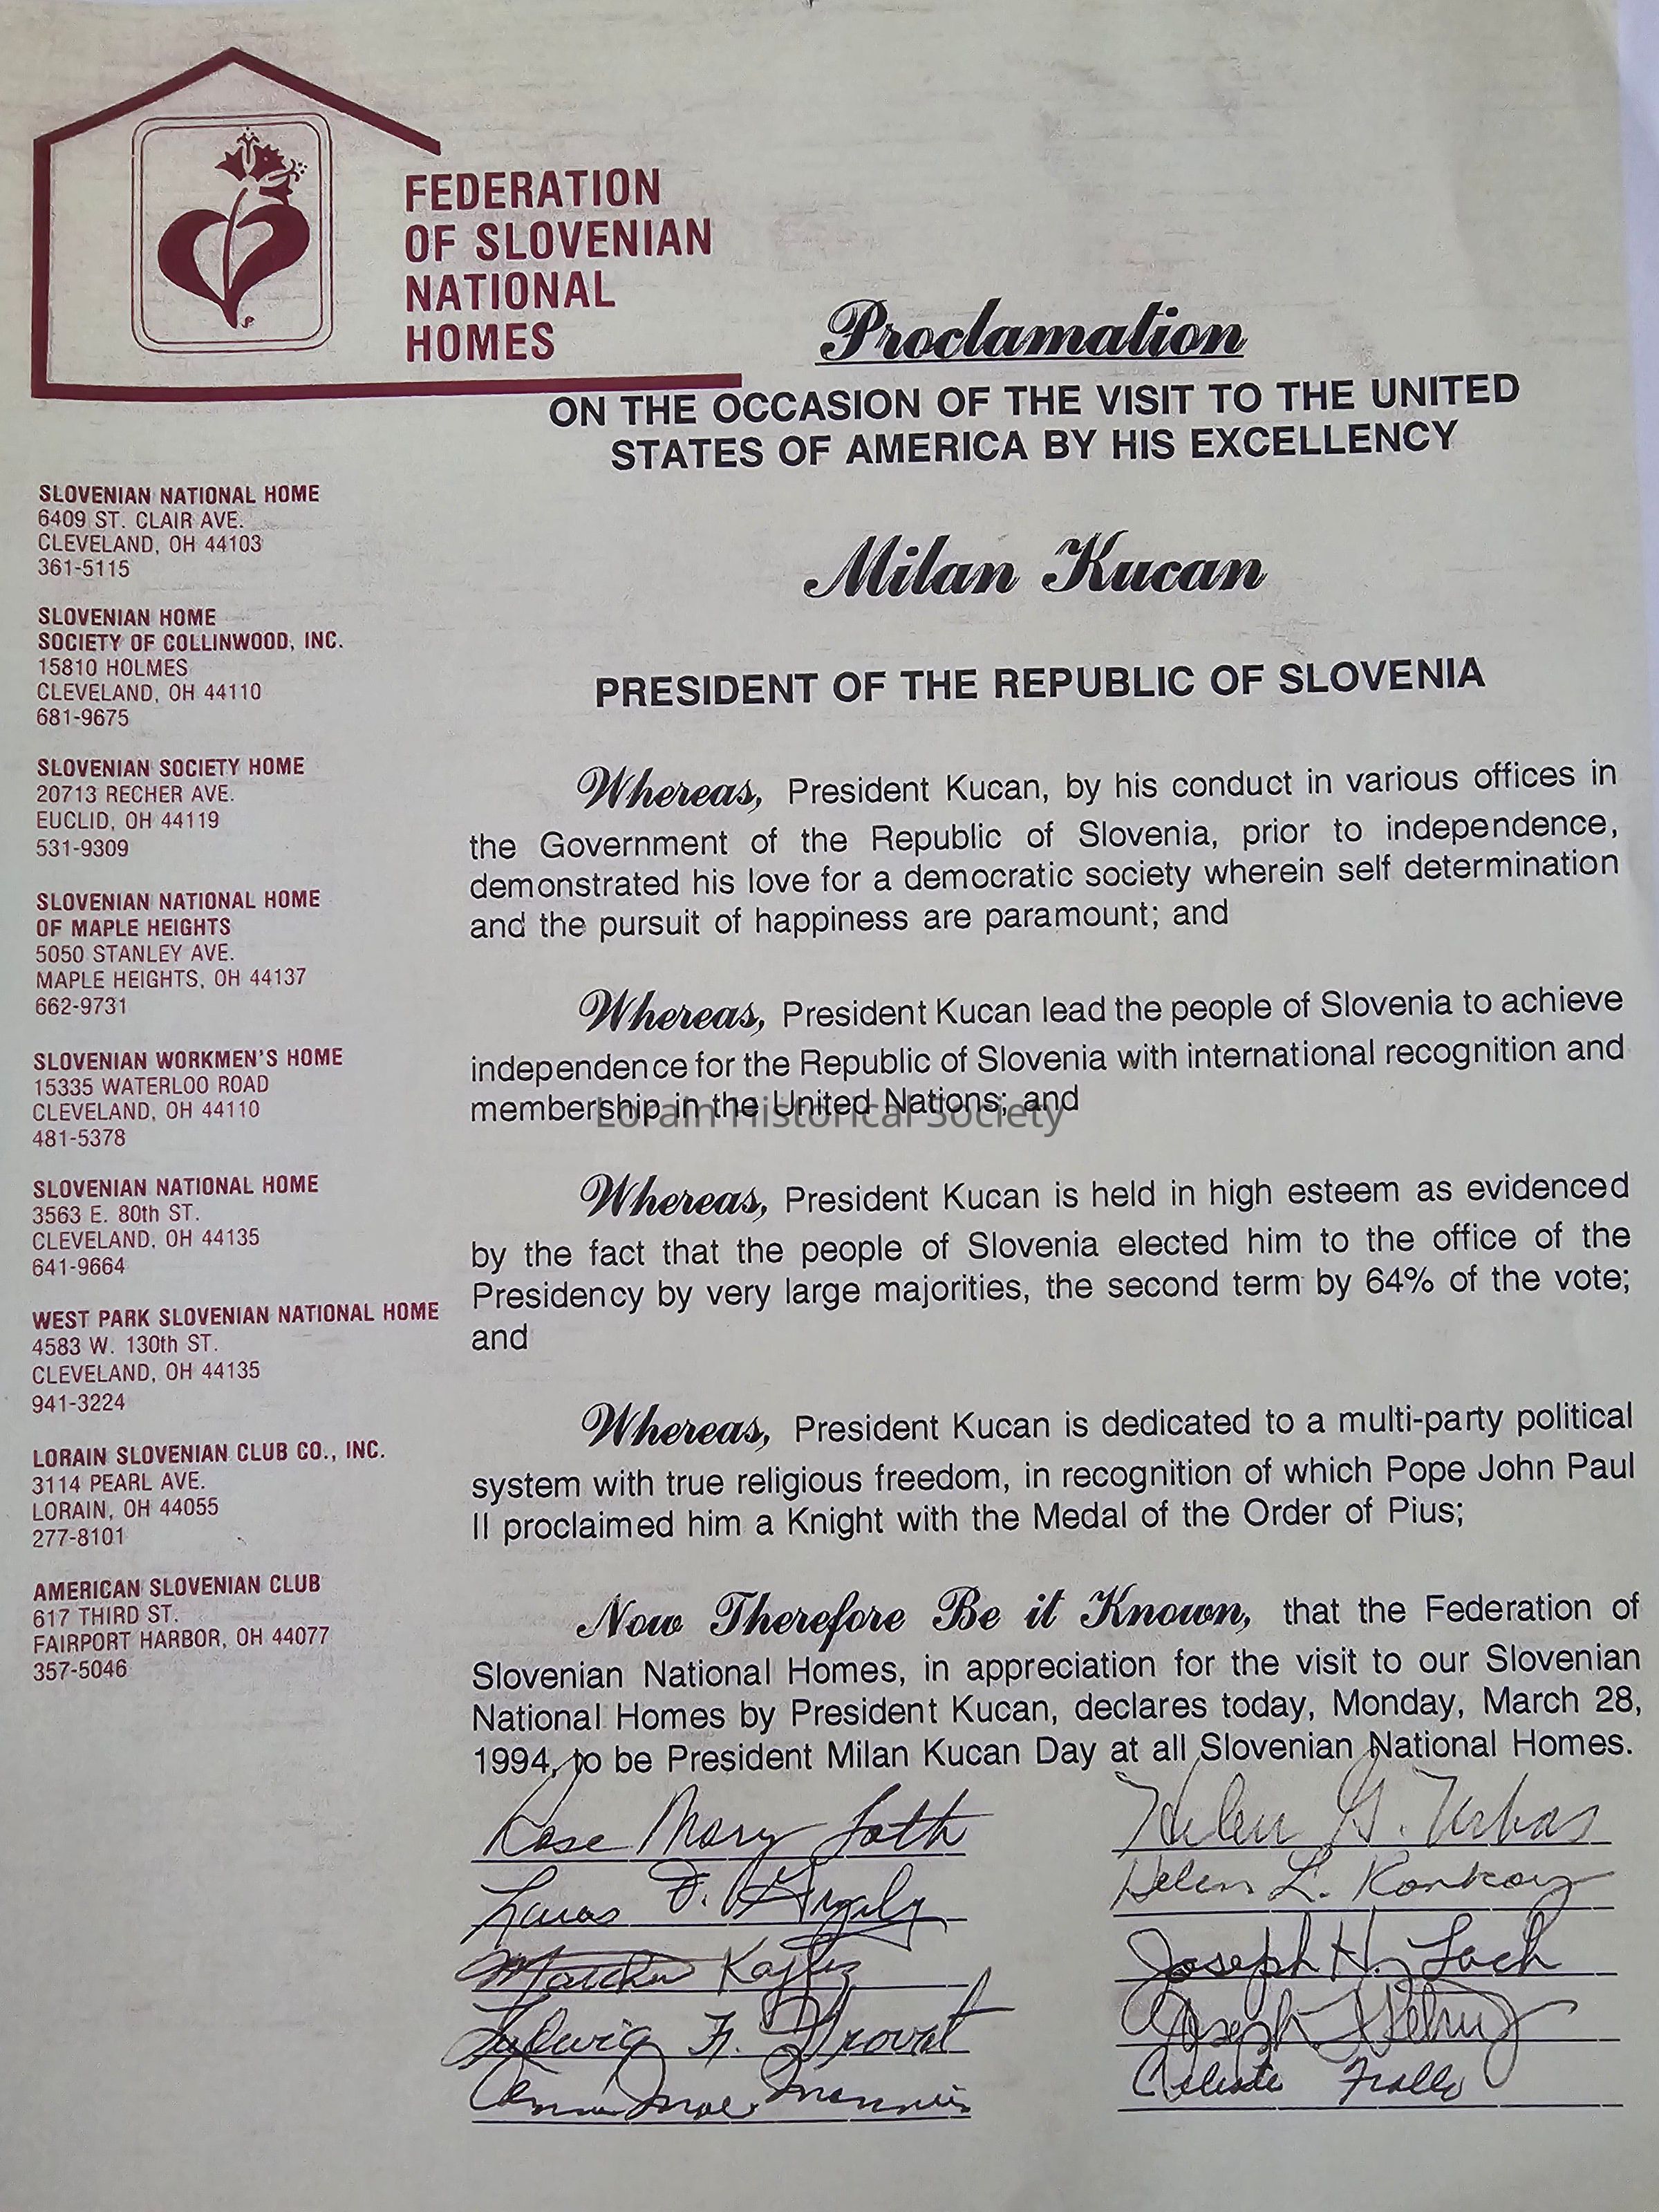 FEDERATION
OF SLOVENIAN
NATIONAL
HOMES
Proclamation
ON THE OCCASION OF THE VISIT TO THE UNITED
STATES OF AMERICA BY HIS EXCELLENCY
Milan Kucan
PRESIDENT OF THE REPUBLIC OF SLOVENIA
SLOVENIAN NATIONAL HOME
6409 ST. CLAIR AVE.
CLEVELAND, OH 44103
361-5115
SLOVENIAN HOME
SOCIETY OF COLLINWOOD, INC.
15810 HOLMES
CLEVELAND, OH 44110
681-9675
SLOVENIAN SOCIETY HOME
20713 RECHER AVE.
EUCLID, OH 44119
531-9309
SLOVENIAN NATIONAL HOME
OF MAPLE HEIGHTS
5050 STANLEY AVE.
MAPLE HEIGHTS, OH 44137
662-9731
SLOVENIAN WORKMEN'S HOME
15335 WATERLOO ROAD
CLEVELAND, OH 44110
481-5378
SLOVENIAN NATIONAL HOME
3563 E. 80th ST.
CLEVELAND, OH 44135
641-9664
WEST PARK SLOVENIAN NATIONAL HOME
4583 W. 130th ST.
CLEVELAND, OH 44135
941-3224
LORAIN SLOVENIAN CLUB CO., INC.
3114 PEARL AVE.
LORAIN, OH 44055
277-8101
AMERICAN SLOVENIAN CLUB
617 THIRD ST.
FAIRPORT HARBOR, OH 44077
357-5046
Whereas, President Kucan, by his conduct in various offices in
the Government of the Republic of Slovenia, prior to independence,
demonstrated his love for a democratic society wherein self determination
and the pursuit of happiness are paramount; and
Whereas, President Kucan lead the people of Slovenia to achieve
independence for the Republic of Slovenia with international recognition and
membership in the United Nations; and
Lorain Historical Society
Whereas, President Kucan is held in high esteem as evidenced
by the fact that the people of Slovenia elected him to the office of the
Presidency by very large majorities, the second term by 64% of the vote;
and
Whereas, President Kucan is dedicated to a multi-party political
system with true religious freedom, in recognition of which Pope John Paul
II proclaimed him a Knight with the Medal of the Order of Pius;
Now Therefore Be it Known, that the Federation of
Slovenian National Homes, in appreciation for the visit to our Slovenian
National Homes by President Kucan, declares today, Monday, March 28,
1994, to be President Milan Kucan Day at all Slovenian National Homes.
Rose Mary Toth
Helen G. Urbas
Helen L. Konkoy
Joseph H.
Ludwig F.
Joseph
Celeste Frollo